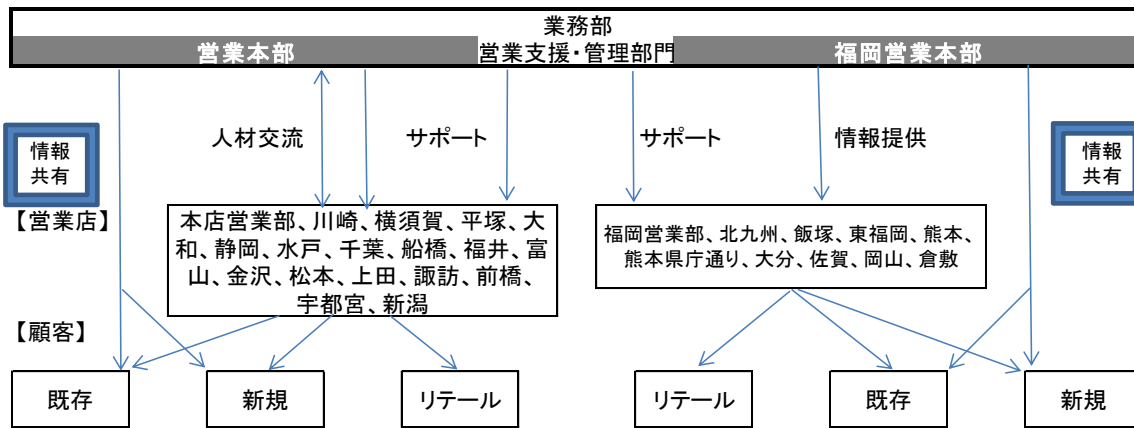 業務部
営業本部
営業支援・管理部門
福岡営業本部
人材交流
サポート
サポート
情報提供
情報
共有
情報
共有
【営業店】
本店営業部、川崎、横須賀、平塚、大
和、静岡、水戸、千葉、船橋、福井、富
山、金沢、松本、上田、諏訪、前橋、
宇都宮、新潟
福岡営業部、北九州、飯塚、東福岡、熊本、
熊本県庁通り、大分、佐賀、岡山、倉敷
【顧客】
既存
新規
リテール
リテール
既存
新規